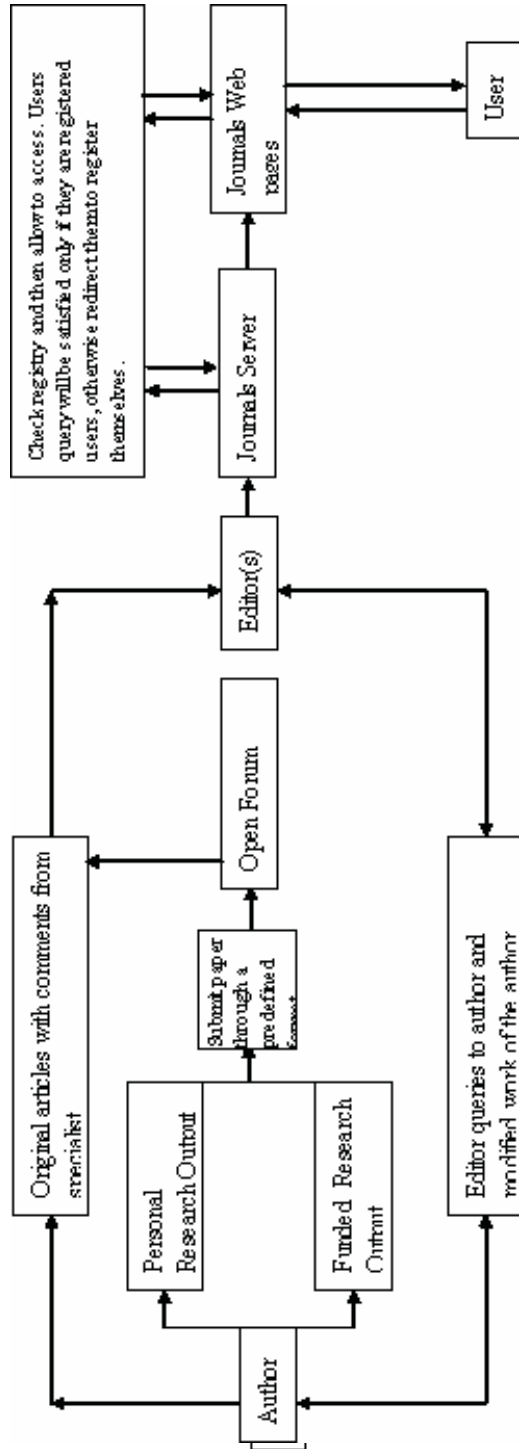 Author
Personal
Research Output
Funded Research
Output
Submit paper
through a
predefined
Open Forum
Original articles with comments from
specialist
Editor queries to author and
modified work of the author
Editor(s)
Journals Server
Journals Web
pages
Check registry and then allow to access. Users
query will be satisfied only if they are registered
users, otherwise redirect them to register
themselves.
User